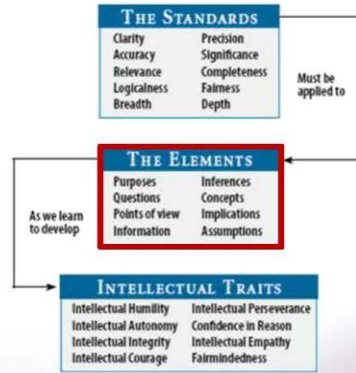 THE STANDARDS
Clarity Precision
Accuracy Significance
Relevance Completeness
Logicalness Fairness
Breadth Depth
Must be
applied to
THE ELEMENTS
Purposes Inferences
Questions Concepts
Points of view Implications
Information Assumptions
As we learn
to develop
INTELLECTUAL TRAITS
Intellectual Humility Intellectual Perseverance
Intellectual Autonomy Confidence in Reason
Intellectual Integrity Intellectual Empathy
Intellectual Courage Fairmindedness